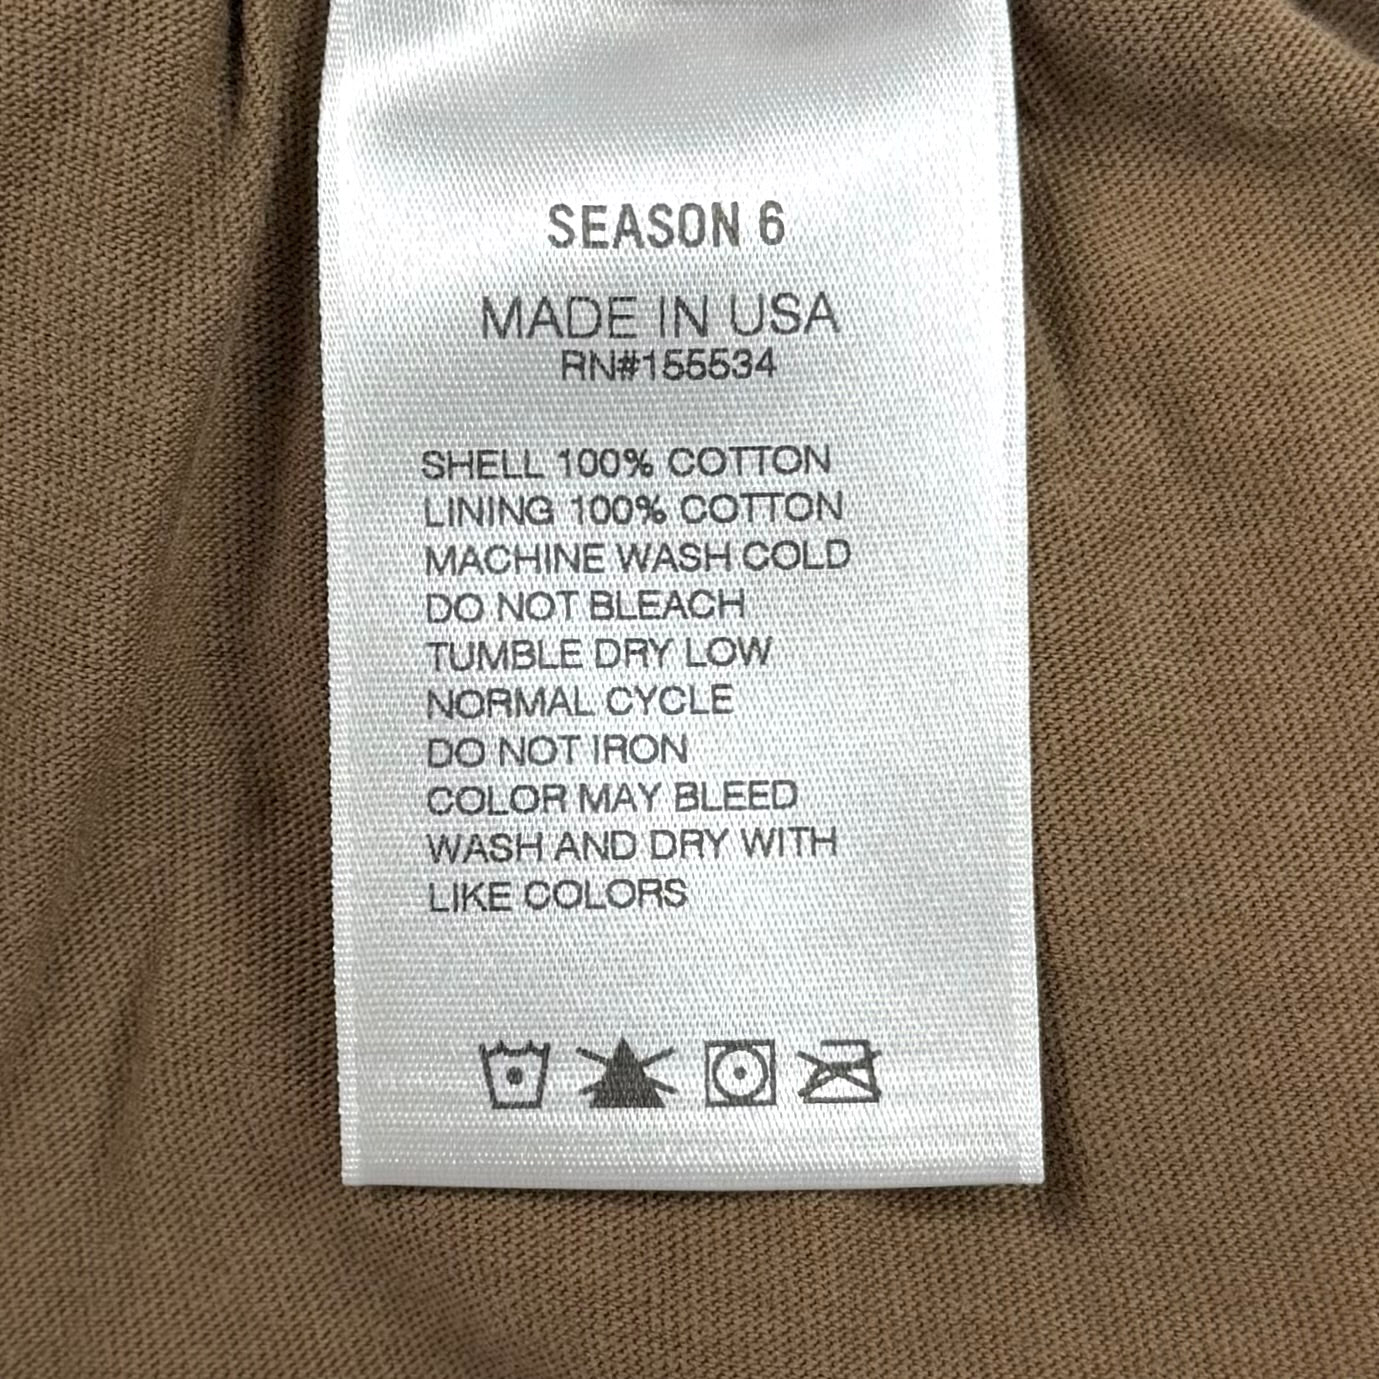 SEASON 6
MADE IN USA
RN#155534
SHELL 100% COTTON
LINING 100% COTTON
MACHINE WASH COLD
DO NOT BLEACH
TUMBLE DRY LOW
NORMAL CYCLE
DO NOT IRON
COLOR MAY BLEED
WASH AND DRY WITH
LIKE COLORS